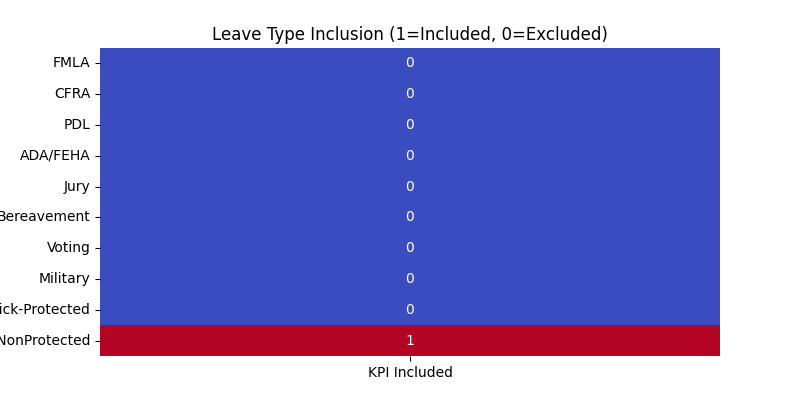 Leave Type Inclusion (1=Included, 0=Excluded)
FMLA 0
CFRA 0
PDL 0
ADA/FEHA 0
Jury 0
Bereavement 0
Voting 0
Military 0
ick-Protected 0
NonProtected 1
KPI Included